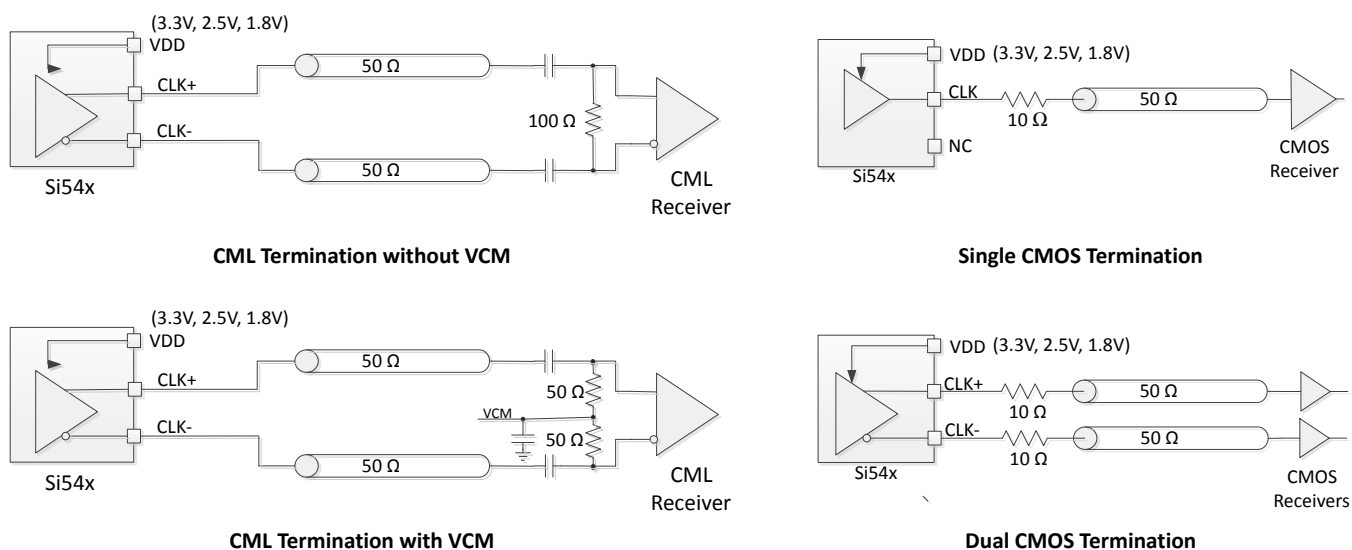 (3.3V, 2.5V, 1.8V)
VDD
CLK+
50 Ω
100 Ω
CLK-
50 Ω
Si54x
CML
Receiver
CML Termination without VCM
VDD (3.3V, 2.5V, 1.8V)
CLK
10 Ω
50 Ω
NC
Si54x
CMOS
Receiver
Single CMOS Termination
(3.3V, 2.5V, 1.8V)
VDD
CLK+
50 Ω
50 Ω
VCM
50 Ω
CLK-
50 Ω
Si54x
CML
Receiver
CML Termination with VCM
VDD (3.3V, 2.5V, 1.8V)
CLK+
10 Ω
50 Ω
CLK-
10 Ω
50 Ω
Si54x
CMOS
Receivers
Dual CMOS Termination